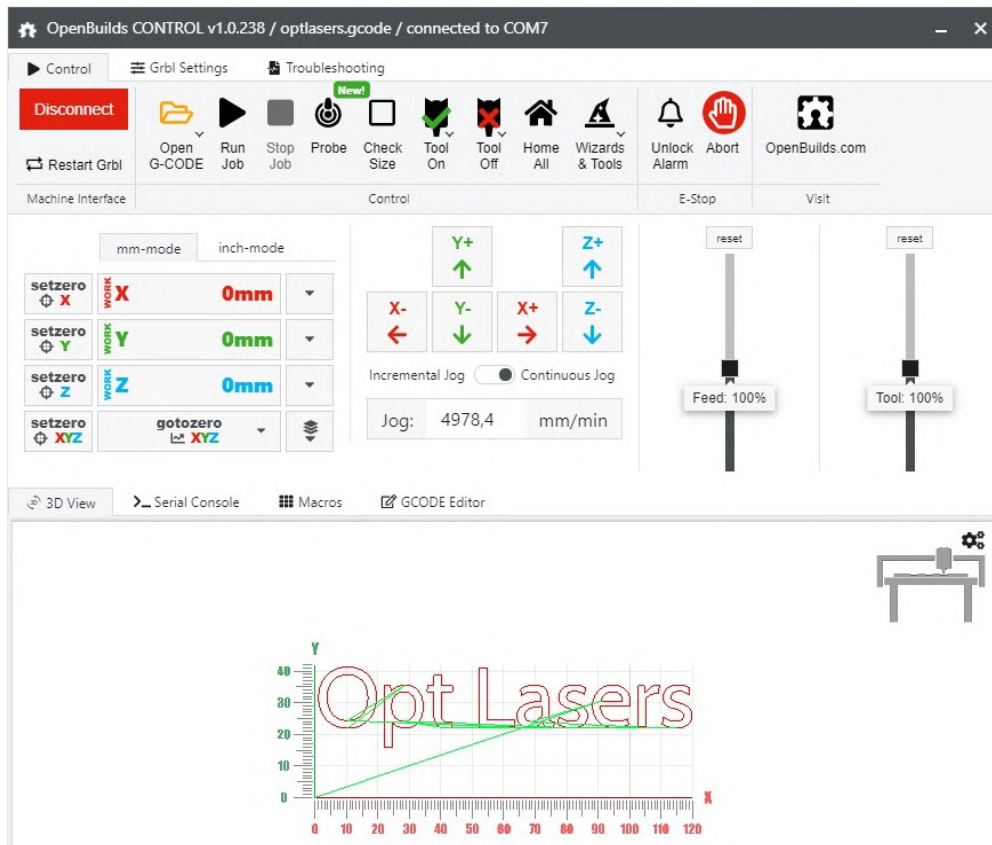 OpenBuilds CONTROL v1.0.238 / optlasers.gcode / connected to COM7
Control Grbl Settings Troubleshooting
New!
Disconnect
Restart Grbl
Open G-CODE
Run Job
Stop Job
Probe
Check Size
Tool On
Tool Off
Home All
Wizards & Tools
Unlock Alarm
Abort
OpenBuilds.com
Machine Interface Control E-Stop Visit
mm-mode inch-mode
setzero X WORK X 0mm
setzero Y WORK Y 0mm
setzero Z WORK Z 0mm
setzero XYZ gotozero XYZ
Y+ Z+
X- Y- X+ Z-
Incremental Jog Continuous Jog
Jog: 4978,4 mm/min
reset reset
Feed: 100% Tool: 100%
3D View Serial Console Macros GCODE Editor
Y
40
30
20
10
0
Opt Lasers
X
0 10 20 30 40 50 60 70 80 90 100 110 120